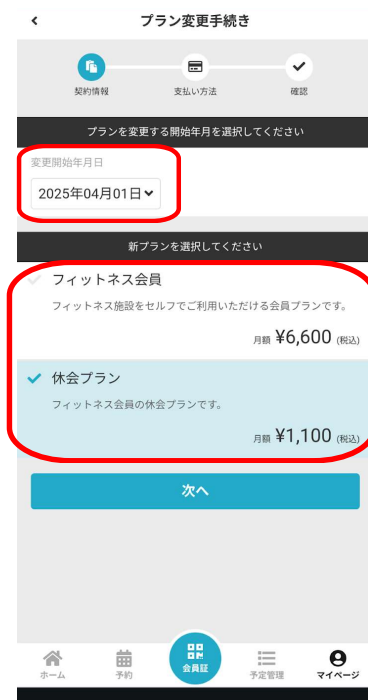 プラン変更手続き
契約情報
支払い方法
確認
プランを変更する開始年月を選択してください
変更開始年月日
2025年04月01日
新プランを選択してください
フィットネス会員
フィットネス施設をセルフでご利用いただける会員プランです。
月額 ¥6,600 (税込)
休会プラン
フィットネス会員の休会プランです。
月額 ¥1,100 (税込)
次へ
ホーム
予約
会員証
予定管理
マイページ